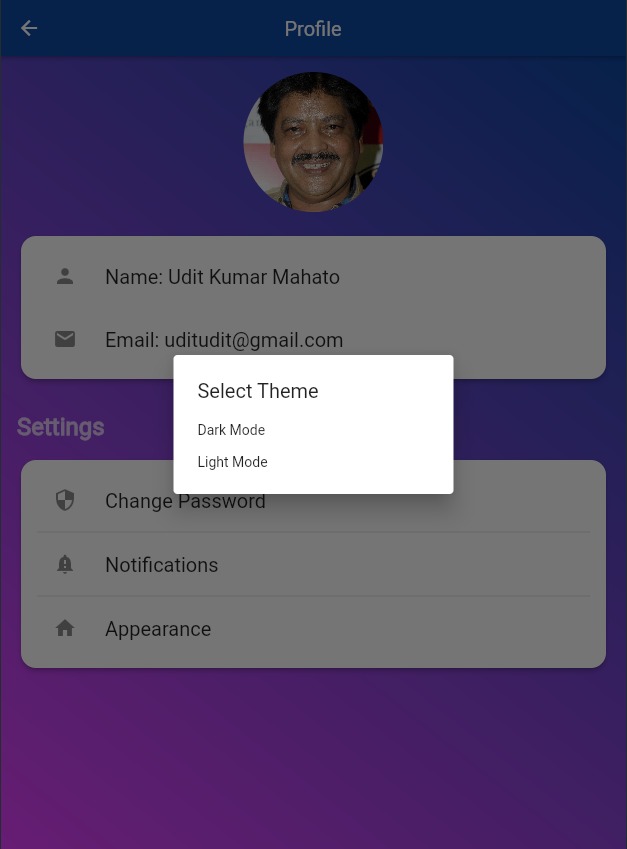 Profile
Name: Udit Kumar Mahato
Email: uditudit@gmail.com
Select Theme
Dark Mode
Light Mode
Settings
Change Password
Notifications
Appearance